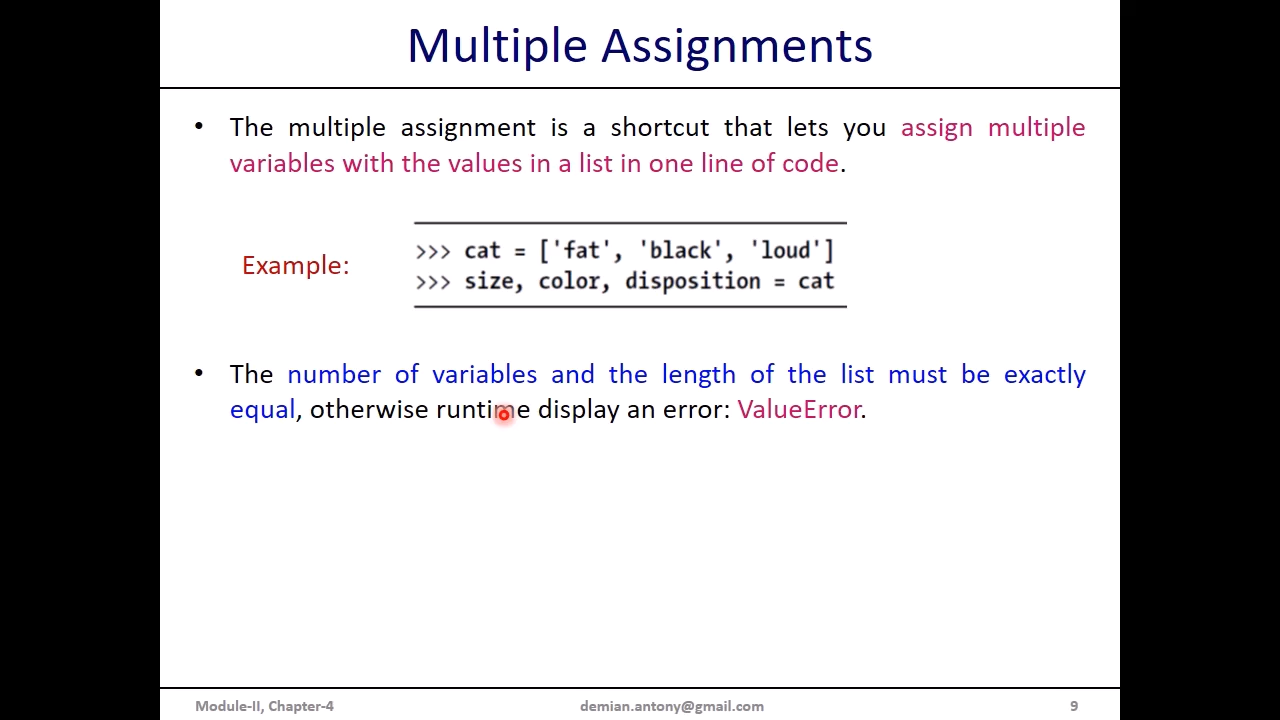 Multiple Assignments
• The multiple assignment is a shortcut that lets you assign multiple
variables with the values in a list in one line of code.
Example:
>>> cat = ['fat', 'black', 'loud']
>>> size, color, disposition = cat
• The number of variables and the length of the list must be exactly
equal, otherwise runtime display an error: ValueError.
Module-II, Chapter-4 demian.antony@gmail.com 9